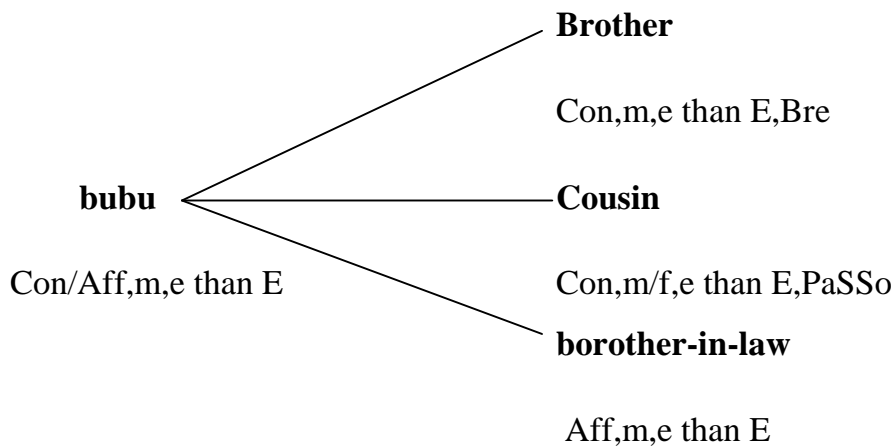 Brother
Con,m,e than E,Bre
bubu
Cousin
Con/Aff,m,e than E
Con,m/f,e than E,PaSSo
borother-in-law
Aff,m,e than E